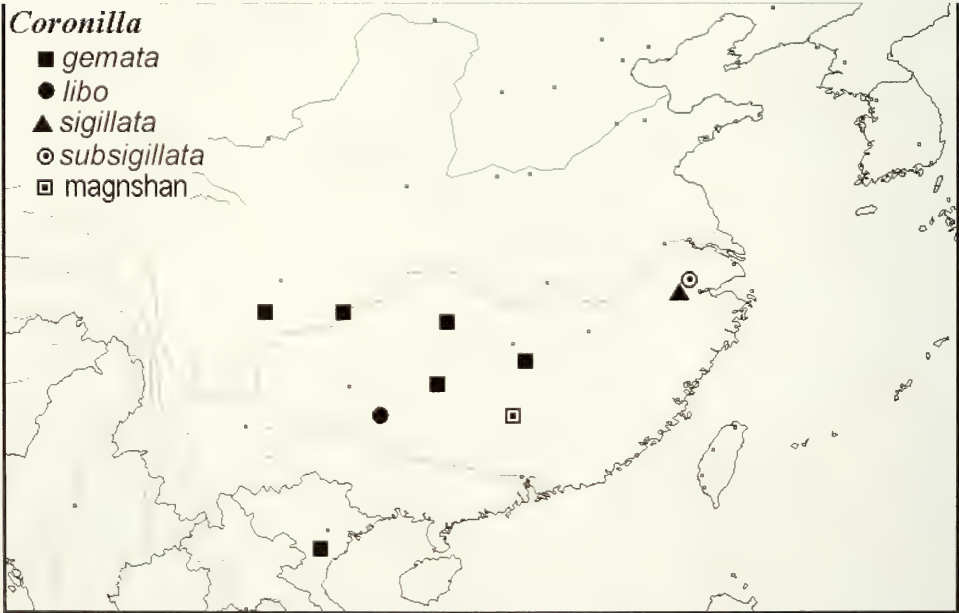 Coronilla
gemata
libo
sigillata
subsigillata
magnshan